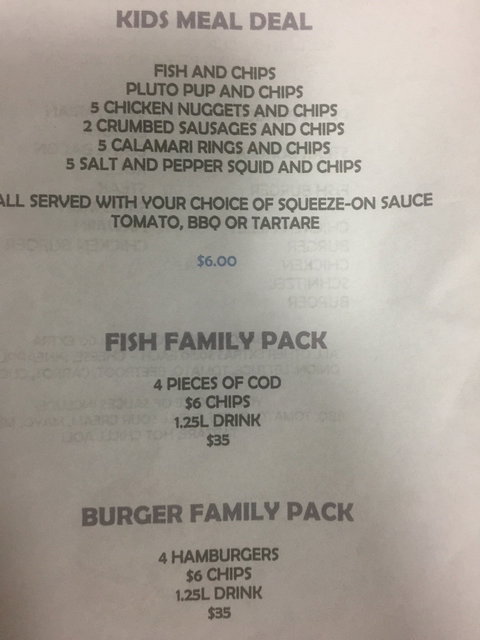 KIDS MEAL DEAL
FISH AND CHIPS
PLUTO PUP AND CHIPS
5 CHICKEN NUGGETS AND CHIPS
2 CRUMBED SAUSAGES AND CHIPS
5 CALAMARI RINGS AND CHIPS
5 SALT AND PEPPER SQUID AND CHIPS
ALL SERVED WITH YOUR CHOICE OF SQUEEZE-ON SAUCE
TOMATO, BBQ OR TARTARE
$6.00
FISH FAMILY PACK
4 PIECES OF COD
$6 CHIPS
1.25L DRINK
$35
BURGER FAMILY PACK
4 HAMBURGERS
$6 CHIPS
1.25L DRINK
$35